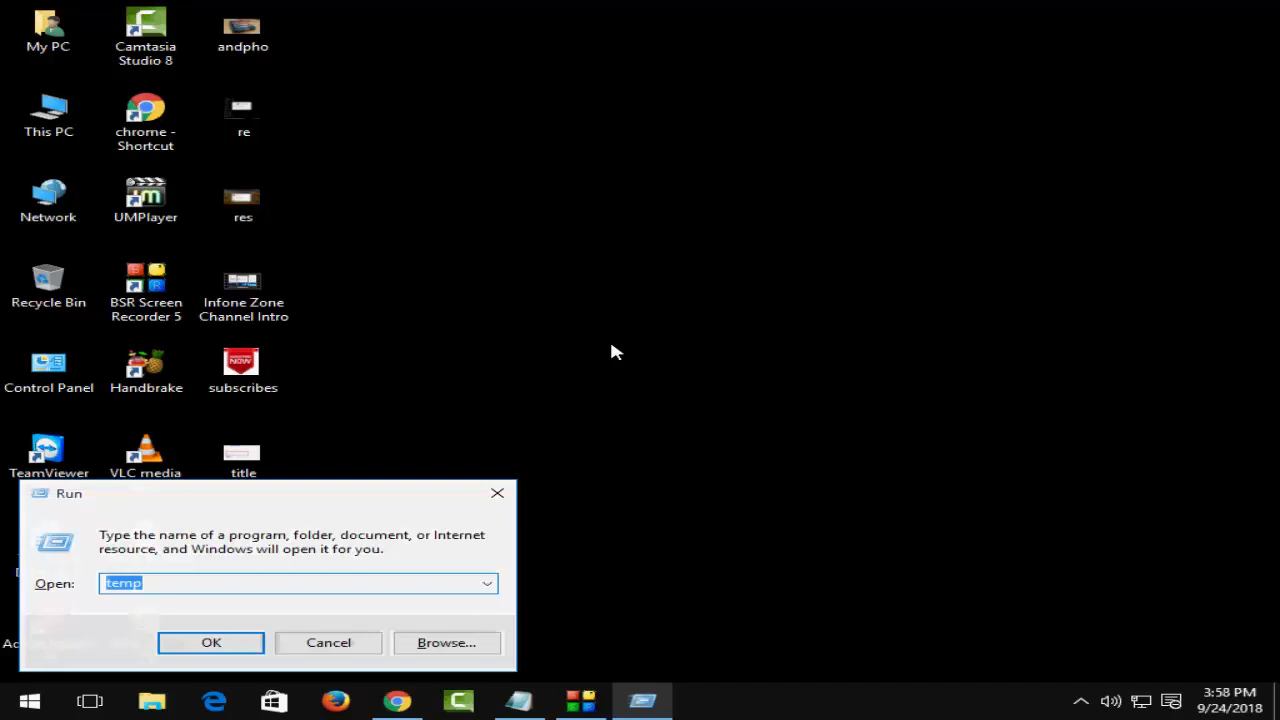 My PC
Camtasia
Studio 8
andpho
This PC
chrome -
Shortcut
re
Network
UMPlayer
res
Recycle Bin
BSR Screen
Recorder 5
Infone Zone
Channel Intro
Control Panel
Handbrake
NOW
subscribes
TeamViewer
VLC media
title
Run
Type the name of a program, folder, document, or Internet
resource, and Windows will open it for you.
Open:
temp
OK
Cancel
Browse...
3:58 PM
9/24/2018